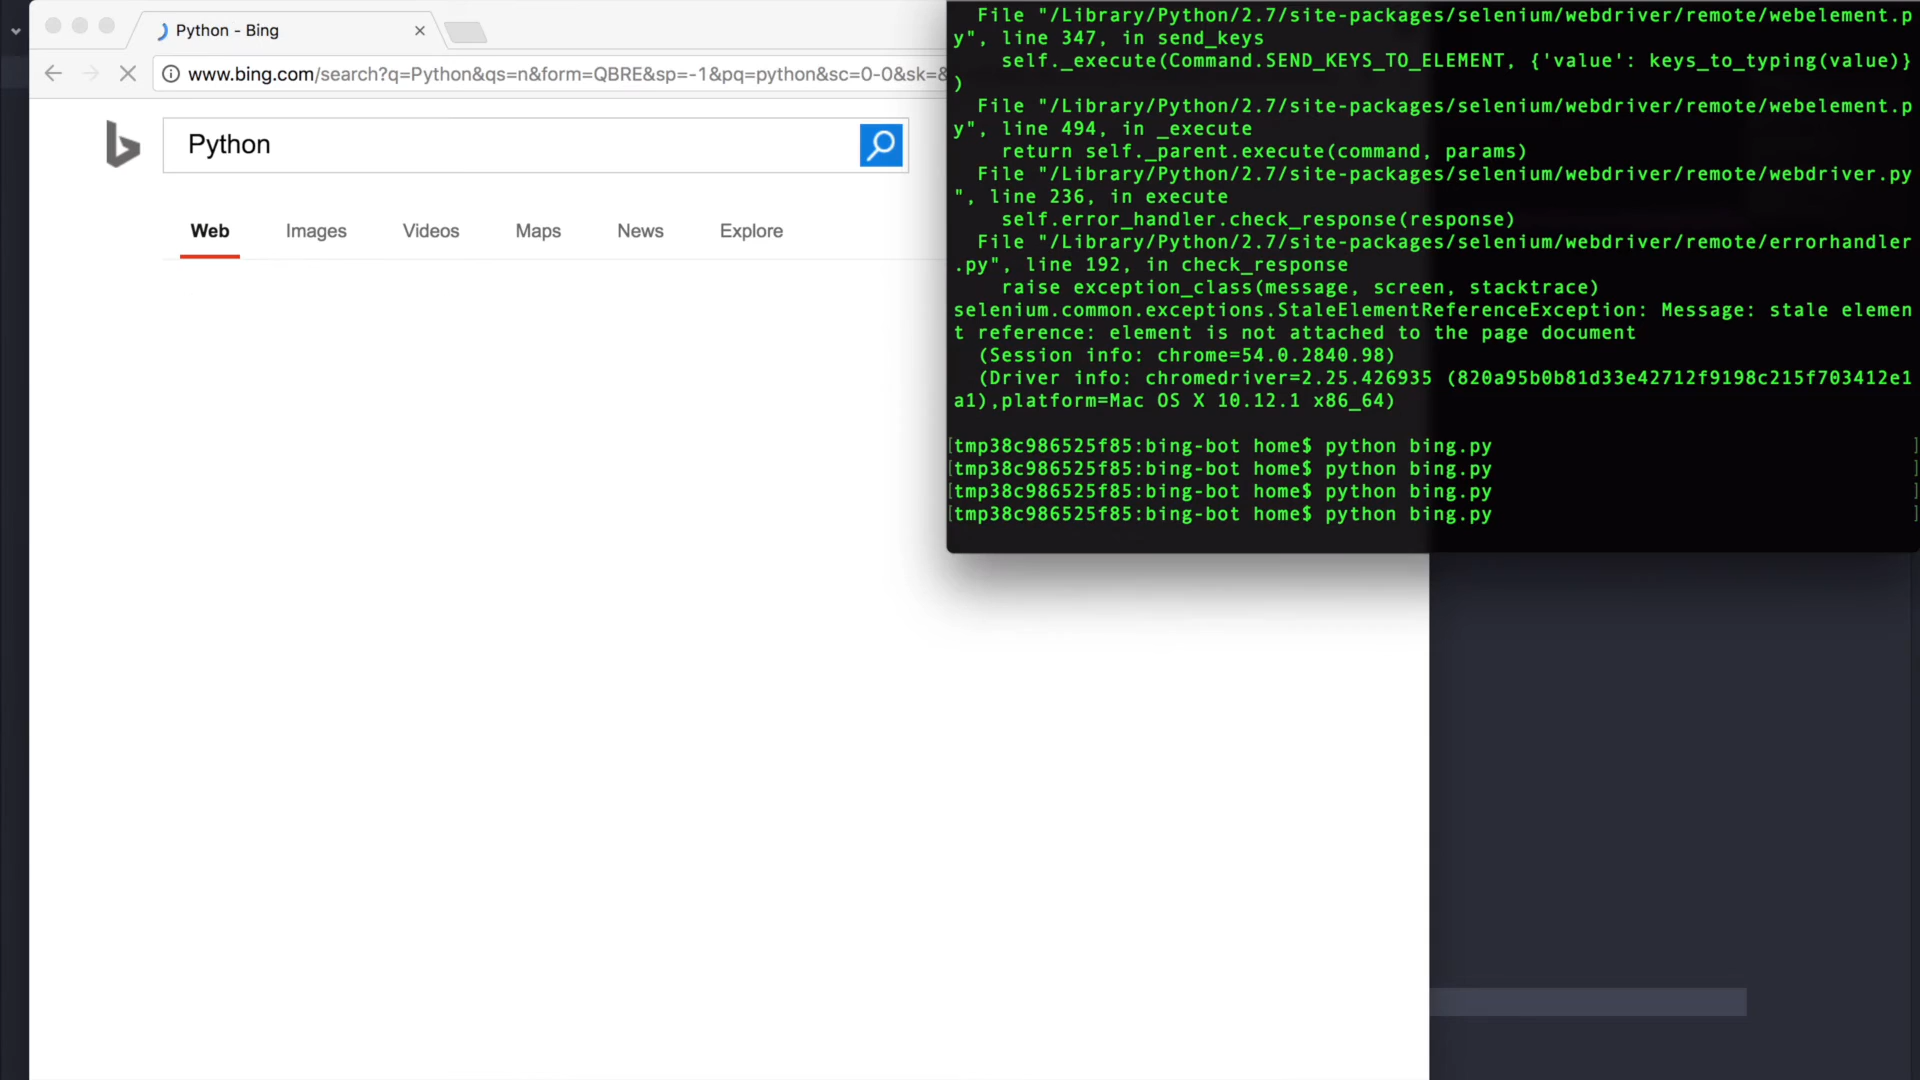 Python - Bing
www.bing.com/search?q=Python&qs=n&form=QBRE&sp=-1&pq=python&sc=0-0&sk=&
Python
Web Images Videos Maps News Explore
File "/Library/Python/2.7/site-packages/selenium/webdriver/remote/webelement.p
y", line 347, in send_keys
self._execute(Command.SEND_KEYS_TO_ELEMENT, {'value': keys_to_typing(value)}
)
File "/Library/Python/2.7/site-packages/selenium/webdriver/remote/webelement.p
y", line 494, in _execute
return self._parent.execute(command, params)
File "/Library/Python/2.7/site-packages/selenium/webdriver/remote/webdriver.py
", line 236, in execute
self.error_handler.check_response(response)
File "/Library/Python/2.7/site-packages/selenium/webdriver/remote/errorhandler
.py", line 192, in check_response
raise exception_class(message, screen, stacktrace)
selenium.common.exceptions.StaleElementReferenceException: Message: stale elemen
t reference: element is not attached to the page document
(Session info: chrome=54.0.2840.98)
(Driver info: chromedriver=2.25.426935 (820a95b0b81d33e42712f9198c215f703412e1
a1),platform=Mac OS X 10.12.1 x86_64)
[tmp38c986525f85:bing-bot home$ python bing.py ]
[tmp38c986525f85:bing-bot home$ python bing.py ]
[tmp38c986525f85:bing-bot home$ python bing.py ]
[tmp38c986525f85:bing-bot home$ python bing.py ]